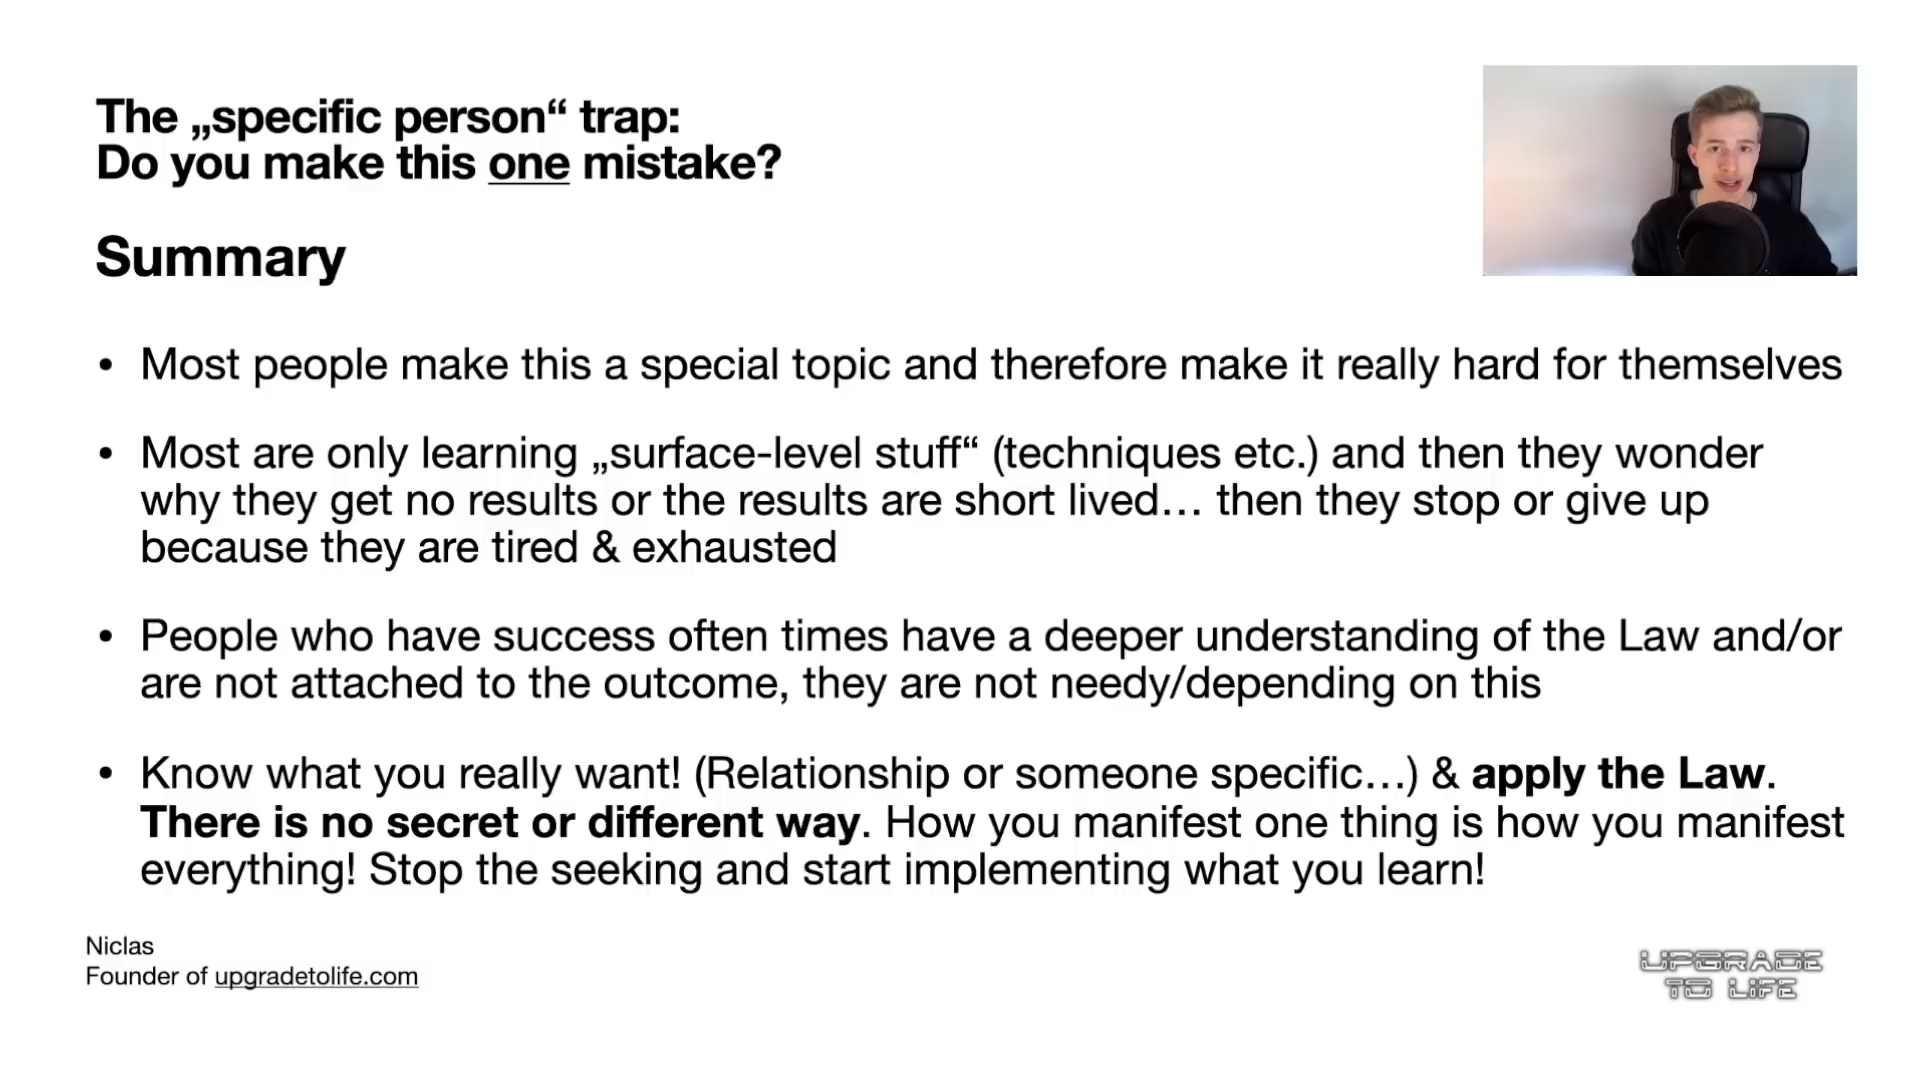 The „specific person“ trap:
Do you make this one mistake?
Summary
• Most people make this a special topic and therefore make it really hard for themselves
• Most are only learning „surface-level stuff“ (techniques etc.) and then they wonder
why they get no results or the results are short lived… then they stop or give up
because they are tired & exhausted
• People who have success often times have a deeper understanding of the Law and/or
are not attached to the outcome, they are not needy/depending on this
• Know what you really want! (Relationship or someone specific…) & apply the Law.
There is no secret or different way. How you manifest one thing is how you manifest
everything! Stop the seeking and start implementing what you learn!
Niclas
Founder of upgradetolife.com
UPGRADE
TO LIFE